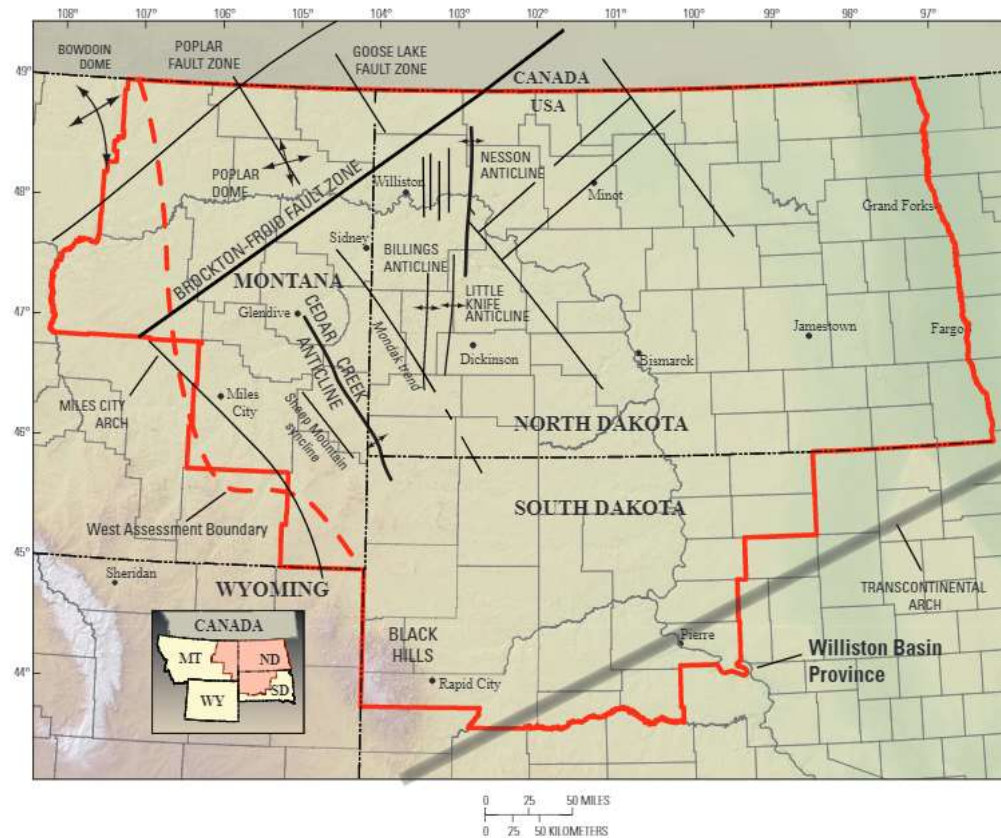 108° 107° 106° 105° 104° 103° 102° 101° 100° 99° 98° 97°
BOWDOIN
DOME
POPLAR
FAULT ZONE
GOOSE LAKE
FAULT ZONE
49°
CANADA
USA
NESSON
ANTICLINE
POPLAR
DOME
48°
Williston
Minot
Grand Forks
BROCKTON-FROID FAULT ZONE
Sidney
BILLINGS
ANTICLINE
MONTANA
LITTLE
KNIFE
ANTICLINE
47°
Glendive
CEDAR CREEK
ANTICLINE
Mondak trend
Dickinson
Jamestown
Fargo
Bismarck
MILES CITY
ARCH
Miles
City
Sheep Mountain
syncline
NORTH DAKOTA
46°
SOUTH DAKOTA
West Assessment Boundary
45°
Sheridan
WYOMING
TRANSCONTINENTAL
ARCH
CANADA
MT
ND
SD
WY
BLACK
HILLS
Pierre
Williston Basin
Province
44°
Rapid City
0 25 50 MILES
0 25 50 KILOMETERS